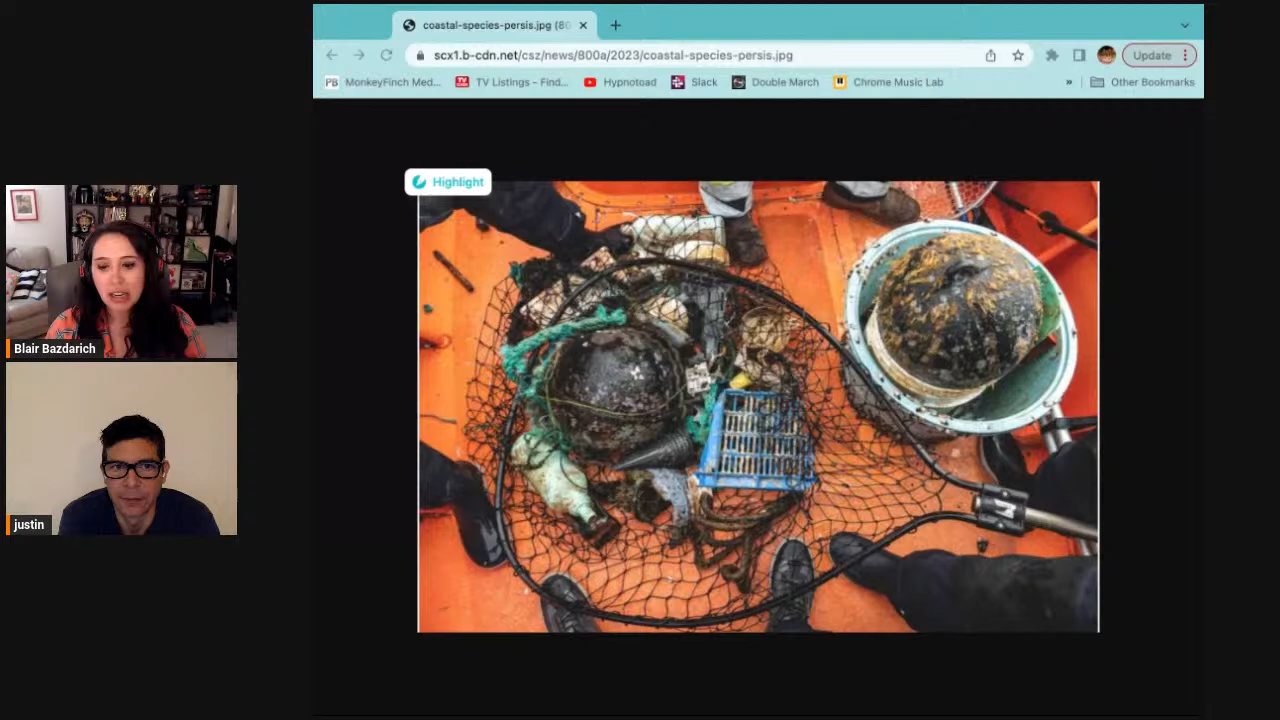 coastal-species-persis.jpg (80
scx1.b-cdn.net/csz/news/800a/2023/coastal-species-persis.jpg
Update
PB MonkeyFinch Med...
TV Listings - Find...
Hypnotoad
Slack
Double March
Chrome Music Lab
»
Other Bookmarks
Highlight
Blair Bazdarich
justin